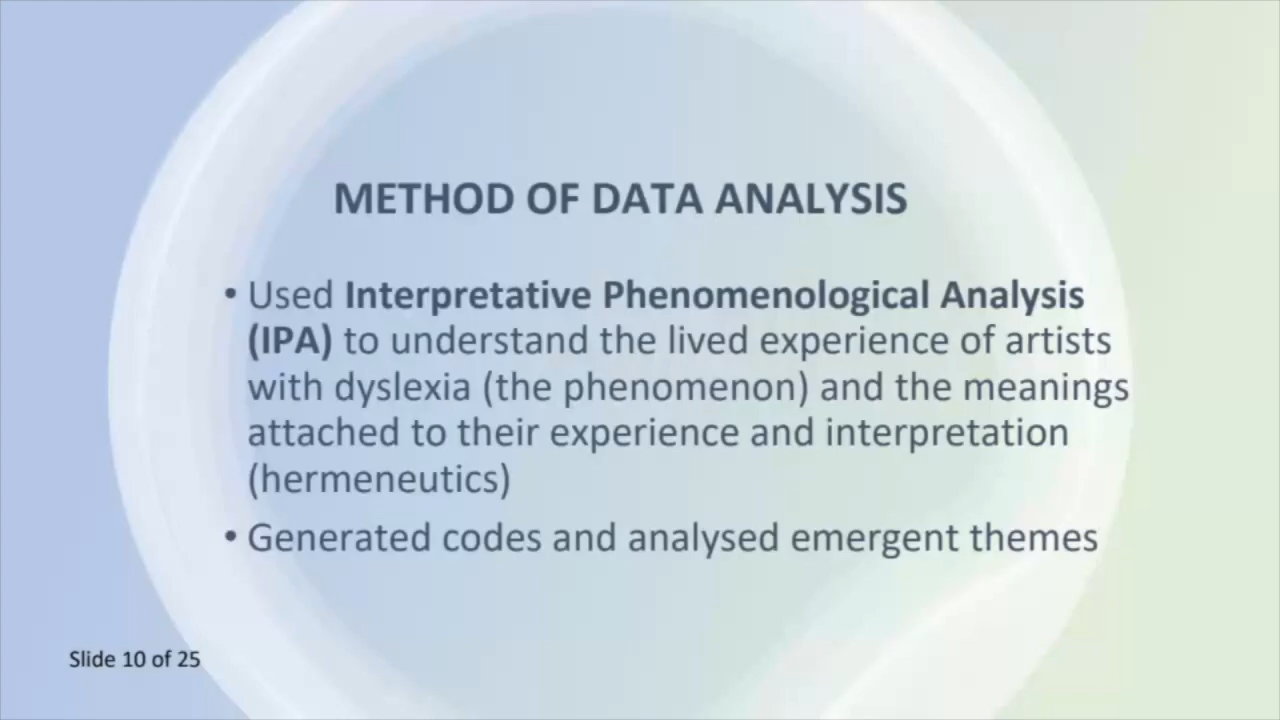 METHOD OF DATA ANALYSIS
• Used Interpretative Phenomenological Analysis
(IPA) to understand the lived experience of artists
with dyslexia (the phenomenon) and the meanings
attached to their experience and interpretation
(hermeneutics)
• Generated codes and analysed emergent themes
Slide 10 of 25